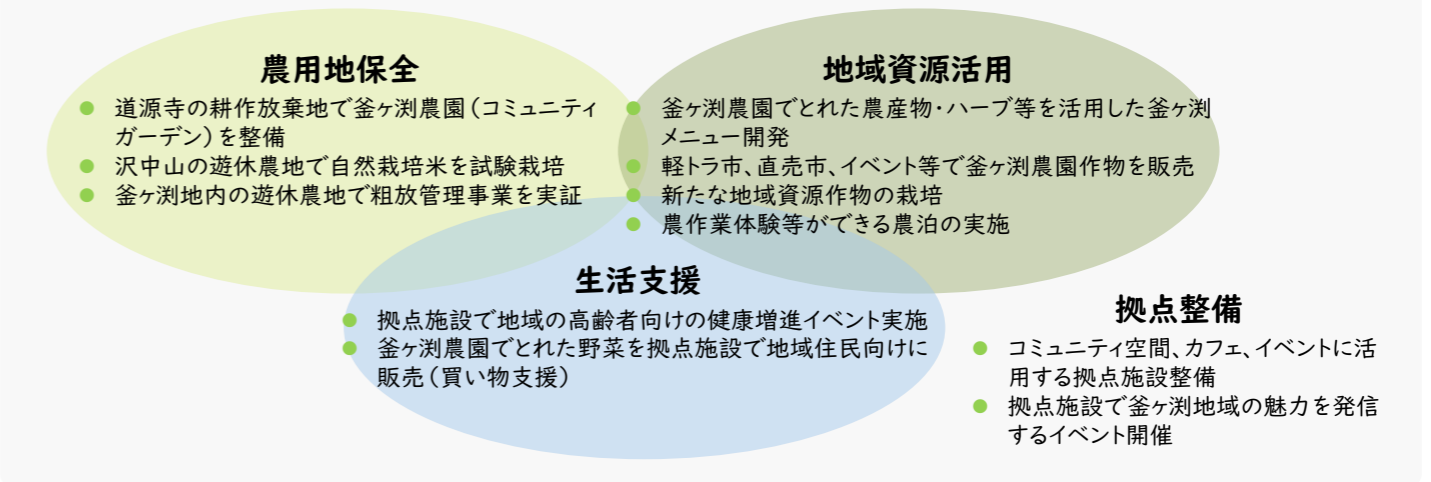 農用地保全
● 道源寺の耕作放棄地で釜ヶ渕農園（コミュニティ
ガーデン）を整備
● 沢中山の遊休農地で自然栽培米を試験栽培
● 釜ヶ渕地内の遊休農地で粗放管理事業を実証
地域資源活用
● 釜ヶ渕農園でとれた農産物・ハーブ等を活用した釜ヶ渕
メニュー開発
● 軽トラ市、直売市、イベント等で釜ヶ渕農園作物を販売
● 新たな地域資源作物の栽培
● 農作業体験等ができる農泊の実施
生活支援
● 拠点施設で地域の高齢者向けの健康増進イベント実施
● 釜ヶ渕農園でとれた野菜を拠点施設で地域住民向けに
販売（買い物支援）
拠点整備
● コミュニティ空間、カフェ、イベントに活
用する拠点施設整備
● 拠点施設で釜ヶ渕地域の魅力を発信
するイベント開催